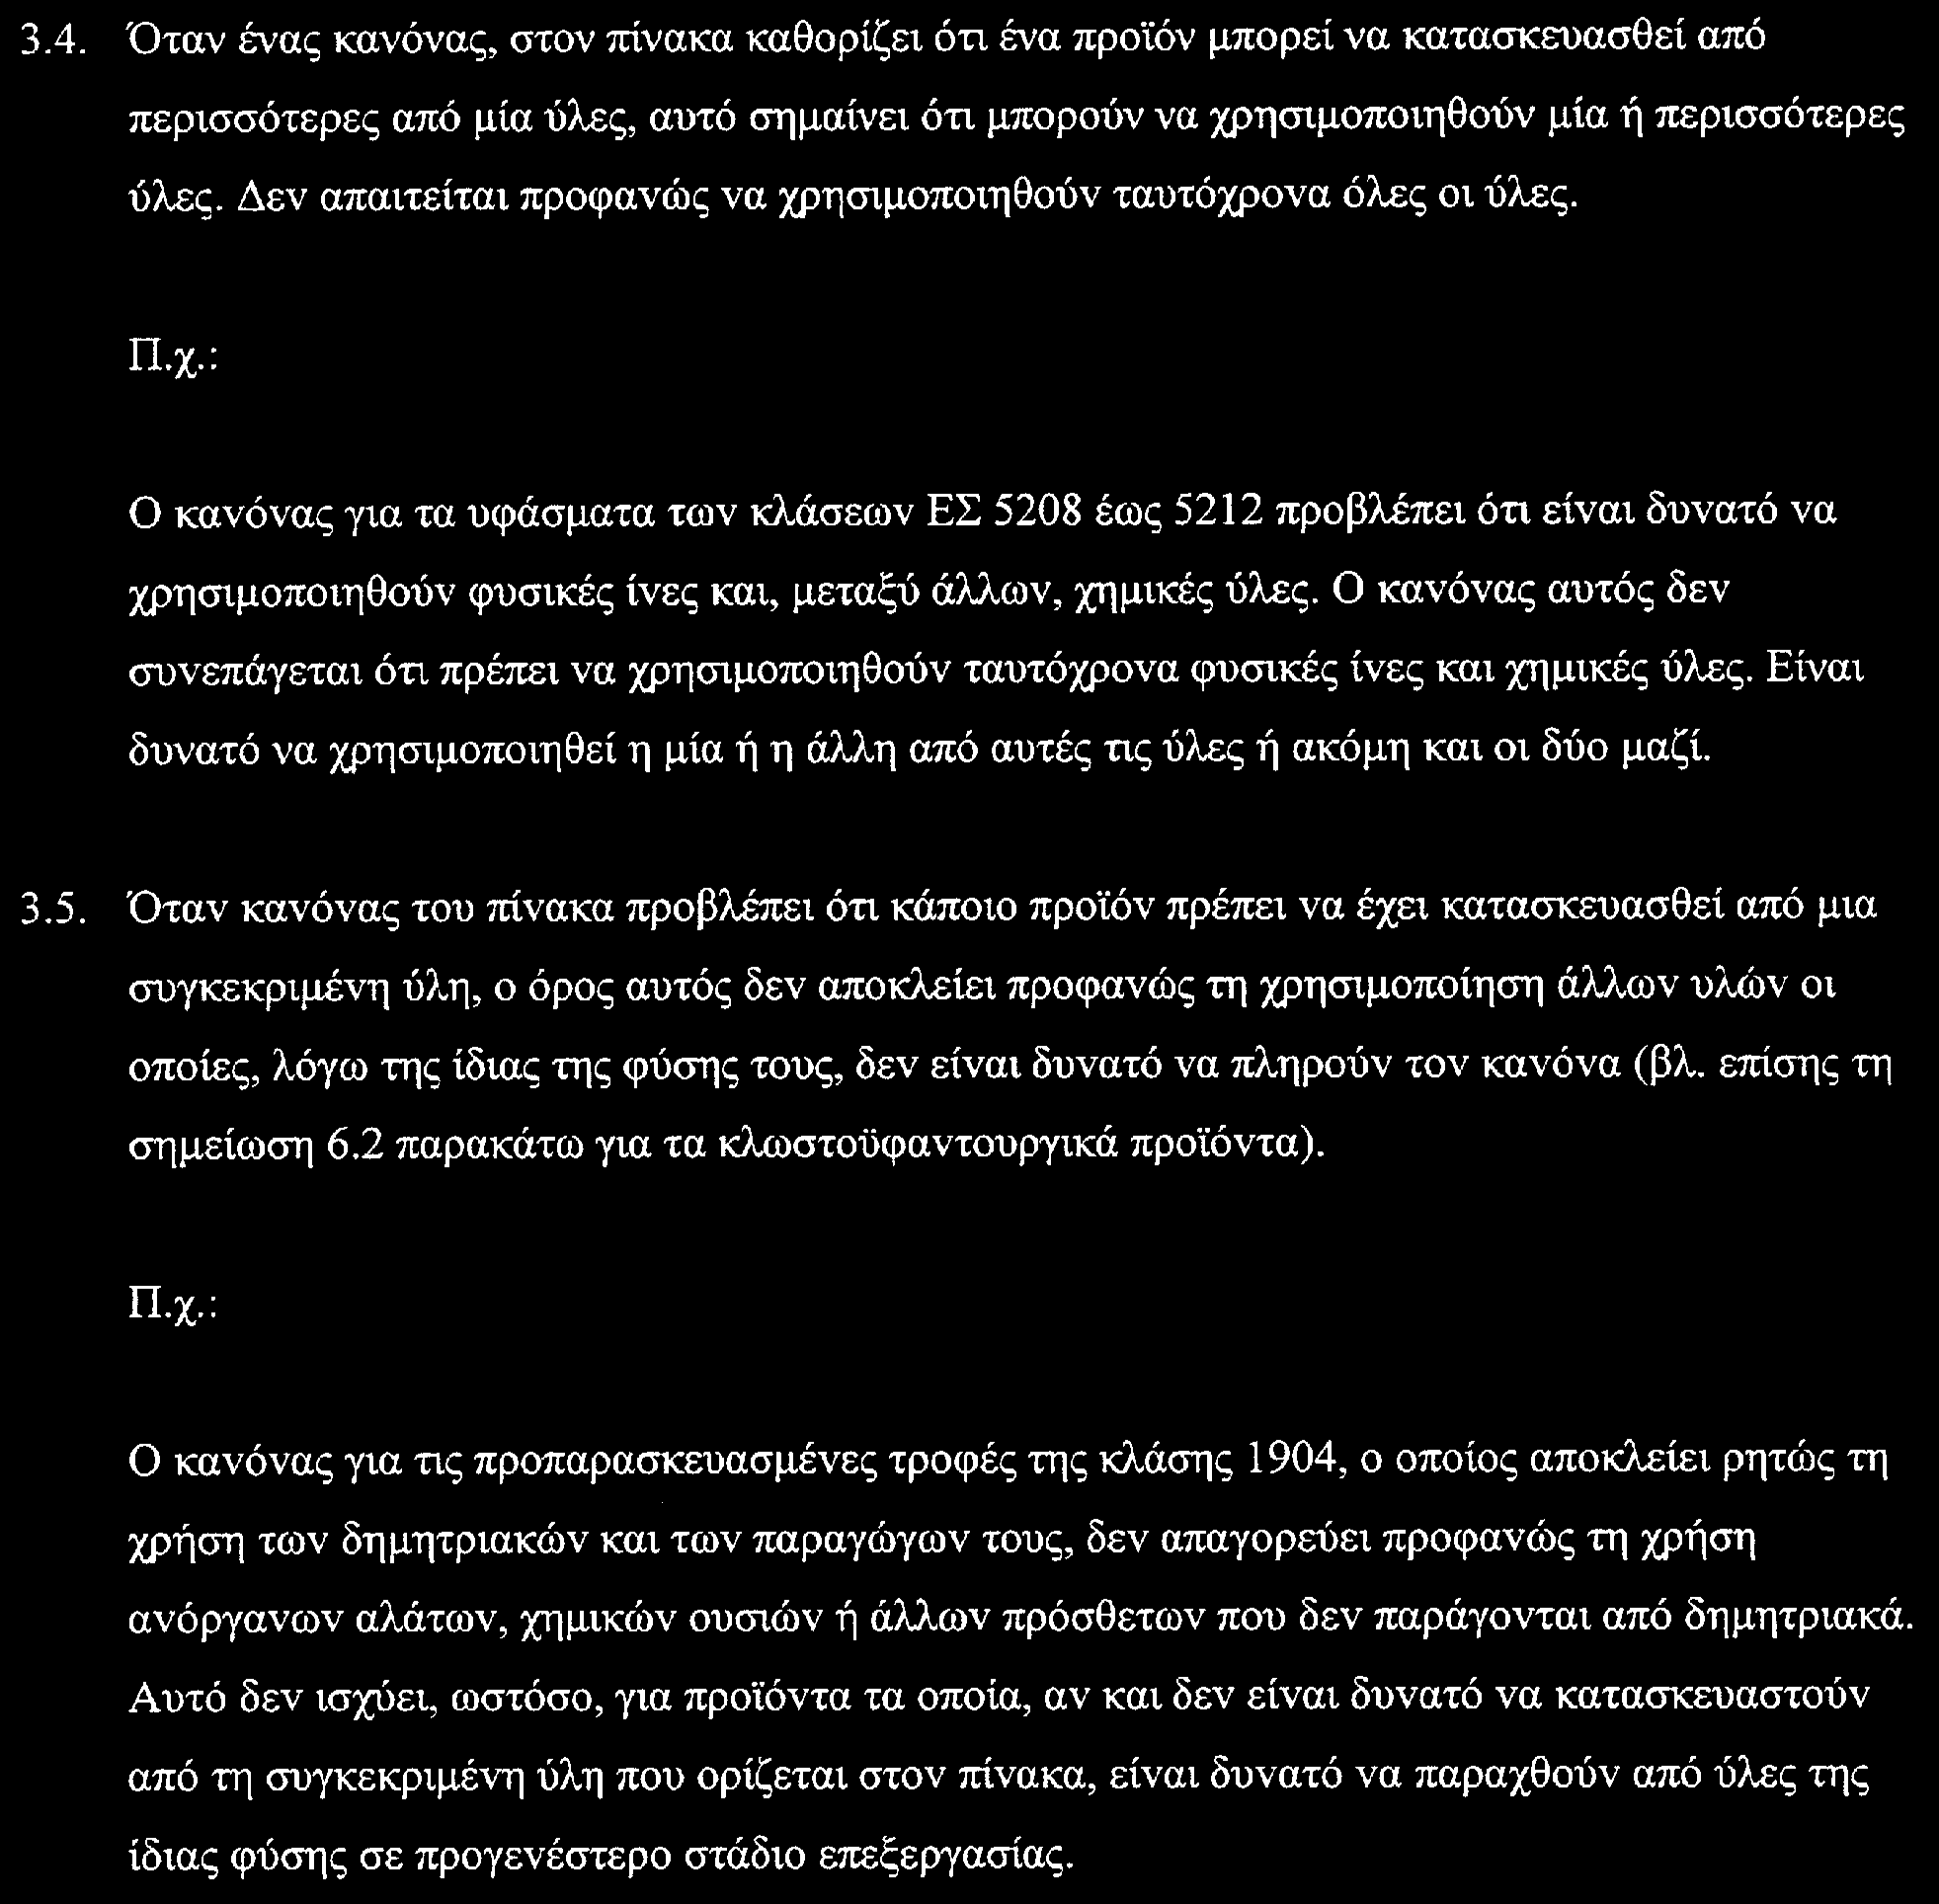 3.4. Όταν ένας κανόνας, στον πίνακα καθορίζει ότι ένα προϊόν μπορεί να κατασκευασθεί από
περισσότερες από μία ύλες, αυτό σημαίνει ότι μπορούν να χρησιμοποιηθούν μία ή περισσότερες
ύλες. Δεν απαιτείται προφανώς να χρησιμοποιηθούν ταυτόχρονα όλες οι ύλες.
Π.χ.:
Ο κανόνας για τα υφάσματα των κλάσεων ΕΣ 5208 έως 5212 προβλέπει ότι είναι δυνατό να
χρησιμοποιηθούν φυσικές ίνες και, μεταξύ άλλων, χημικές ύλες. Ο κανόνας αυτός δεν
συνεπάγεται ότι πρέπει να χρησιμοποιηθούν ταυτόχρονα φυσικές ίνες και χημικές ύλες. Είναι
δυνατό να χρησιμοποιηθεί η μία ή η άλλη από αυτές τις ύλες ή ακόμη και οι δύο μαζί.
3.5. Όταν κανόνας του πίνακα προβλέπει ότι κάποιο προϊόν πρέπει να έχει κατασκευασθεί από μια
συγκεκριμένη ύλη, ο όρος αυτός δεν αποκλείει προφανώς τη χρησιμοποίηση άλλων υλών οι
οποίες, λόγω της ίδιας της φύσης τους, δεν είναι δυνατό να πληρούν τον κανόνα (βλ. επίσης τη
σημείωση 6.2 παρακάτω για τα κλωστοϋφαντουργικά προϊόντα).
Π.χ.:
Ο κανόνας για τις προπαρασκευασμένες τροφές της κλάσης 1904, ο οποίος αποκλείει ρητώς τη
χρήση των δημητριακών και των παραγώγων τους, δεν απαγορεύει προφανώς τη χρήση
ανόργανων αλάτων, χημικών ουσιών ή άλλων πρόσθετων που δεν παράγονται από δημητριακά.
Αυτό δεν ισχύει, ωστόσο, για προϊόντα τα οποία, αν και δεν είναι δυνατό να κατασκευαστούν
από τη συγκεκριμένη ύλη που ορίζεται στον πίνακα, είναι δυνατό να παραχθούν από ύλες της
ίδιας φύσης σε προγενέστερο στάδιο επεξεργασίας.